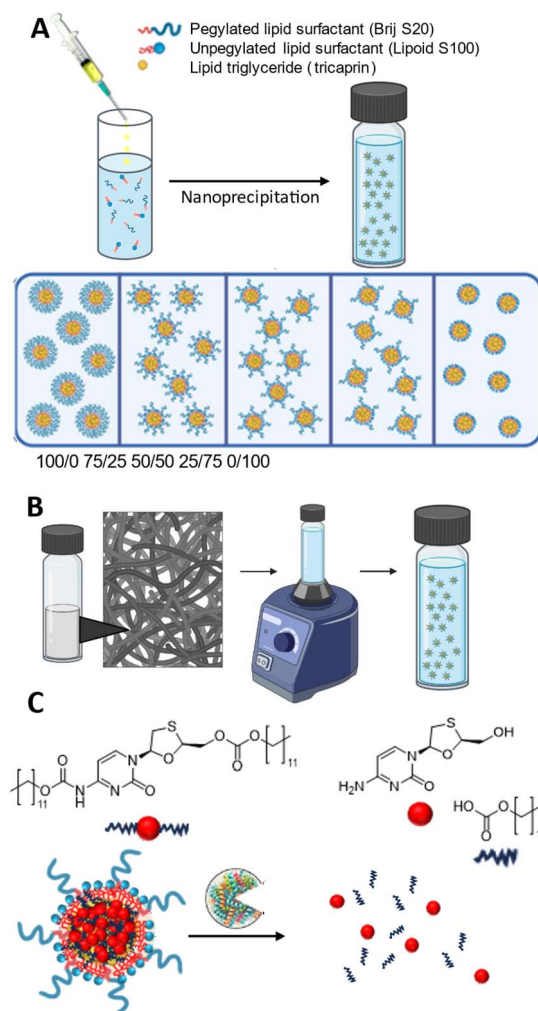 A
Pegylated lipid surfactant (Brij S20)
Unpegylated lipid surfactant (Lipoid S100)
Lipid triglyceride (tricaprin)
Nanoprecipitation
100/0 75/25 50/50 25/75 0/100
B
C
S
O
N
O
O
O
11
O
O
N
H
N
O
11
S
OH
O
N
H2N
N
O
HO
O
11